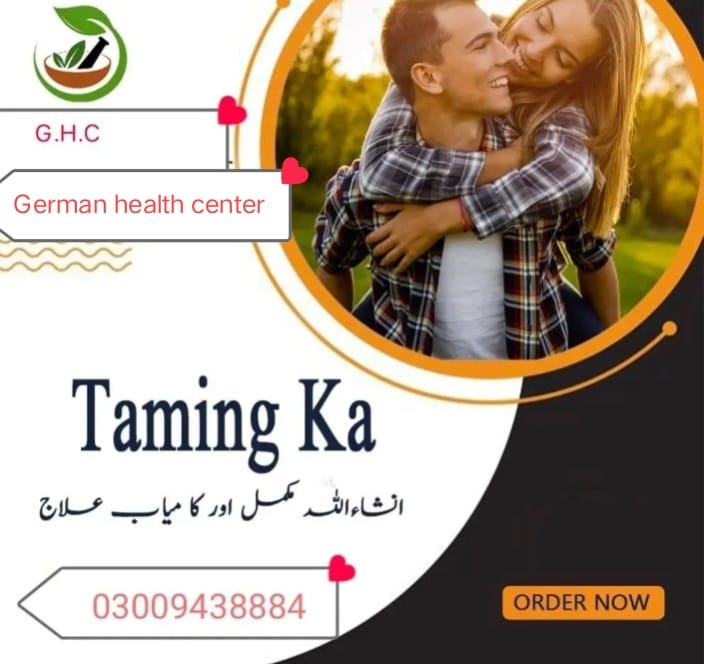 G.H.C
German health center
Taming Ka
انشاءاللہ مکمل اور کامیاب علاج
03009438884
ORDER NOW